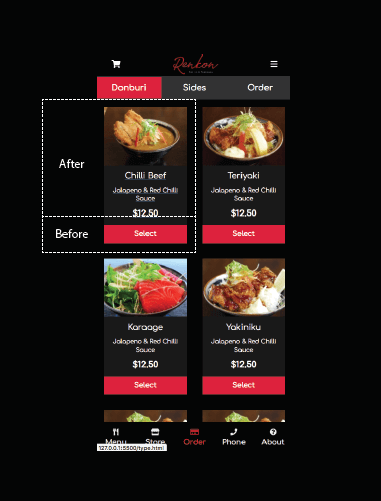 Renkon
Donburi Sides Order
After
Chilli Beef Teriyaki
Jalapeno & Red Chilli Jalapeno & Red Chilli
Sauce Sauce
$12.50 $12.50
Before
Select Select
Karaage Yakiniku
Jalapeno & Red Chilli Jalapeno & Red Chilli
Sauce Sauce
$12.50 $12.50
Select Select
Menu Store Order Phone About
127.0.0.1:5500/type.html